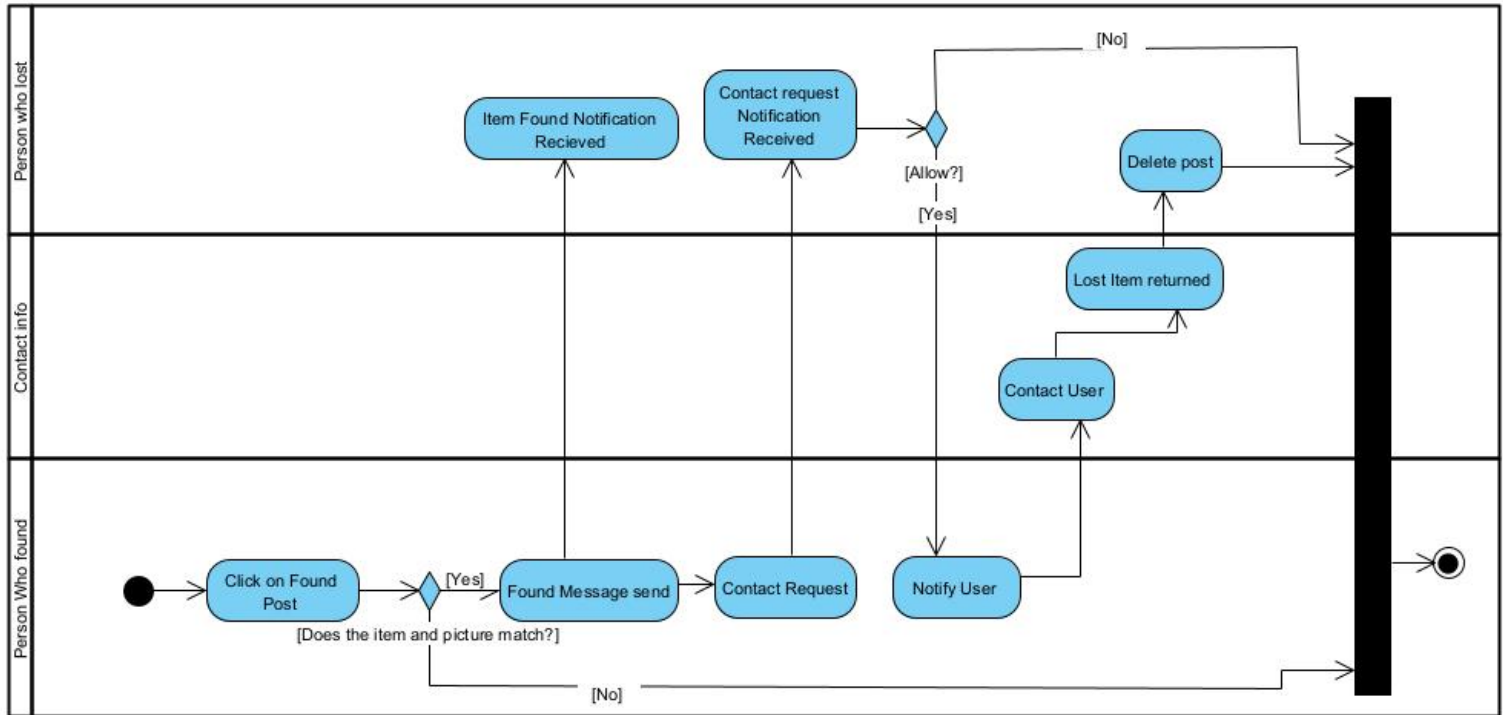 Person who lost
Item Found Notification
Recieved
Contact request
Notification
Received
[No]
[Allow?]
[Yes]
Delete post
Contact info
Lost Item returned
Contact User
Person Who found
Click on Found
Post
[Yes]
[Does the item and picture match?]
Found Message send
Contact Request
Notify User
[No]